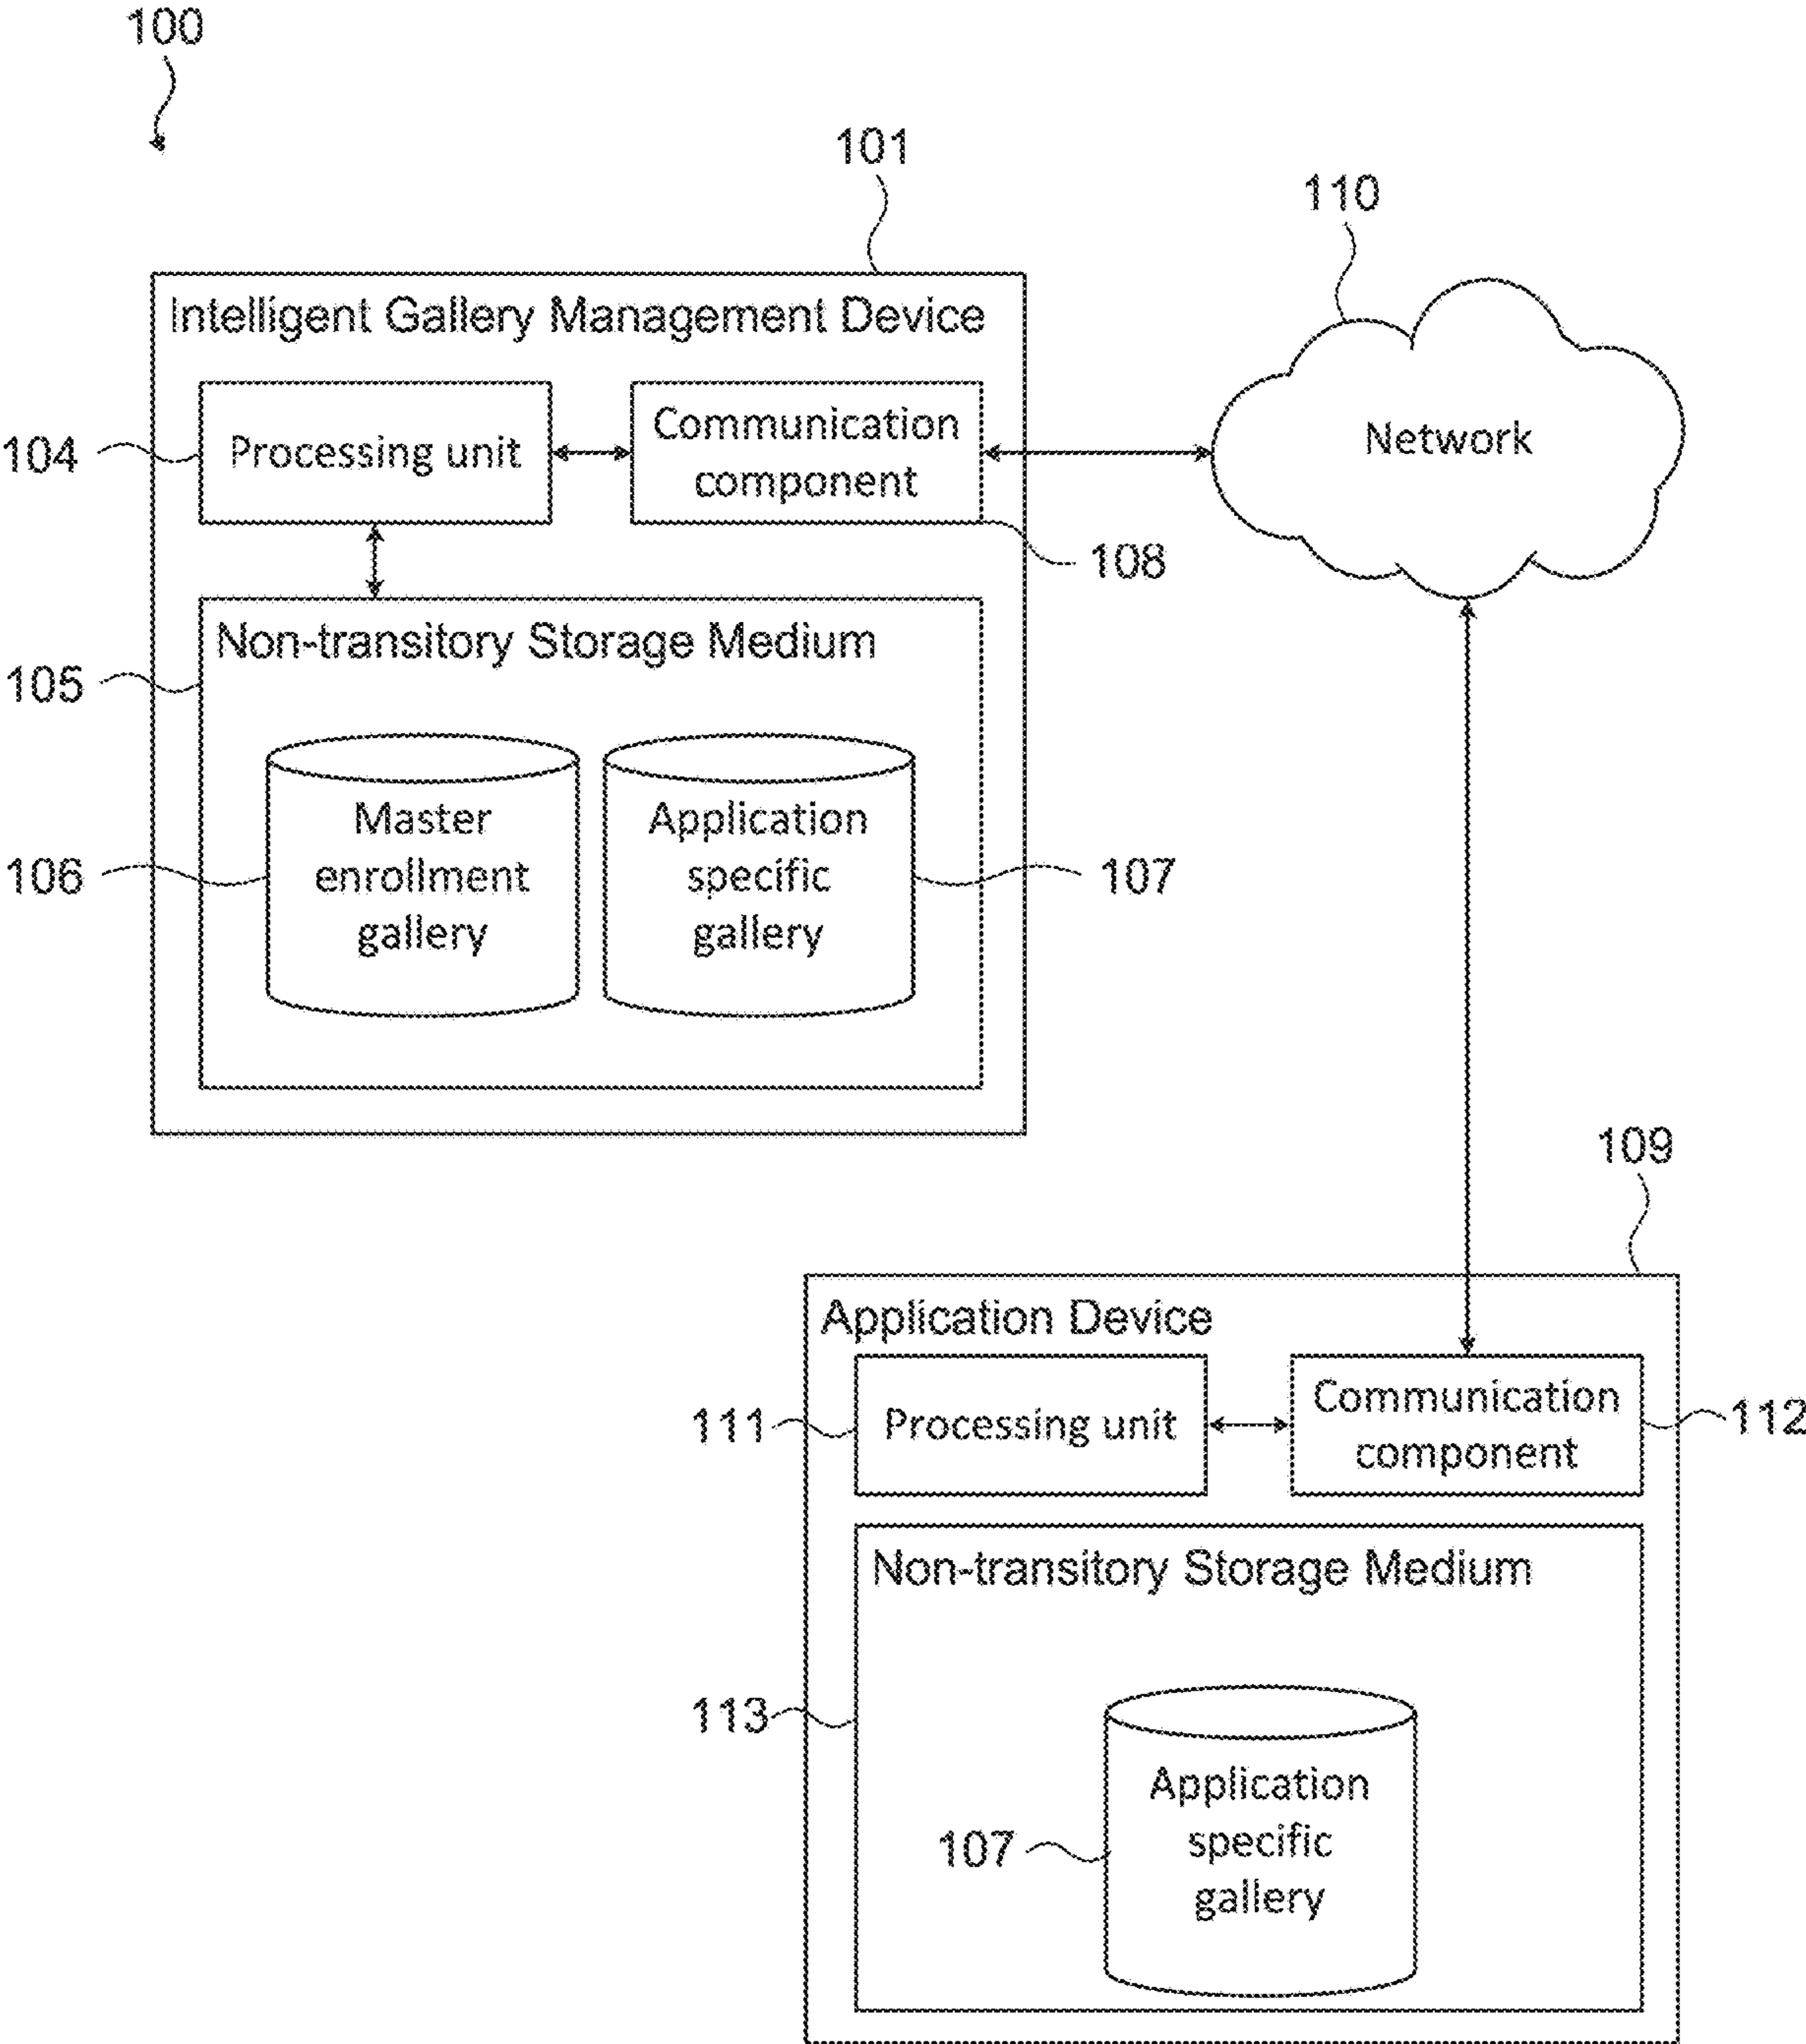 100
101
110
Intelligent Gallery Management Device
104
Processing unit
Communication
component
Network
108
Non-transitory Storage Medium
105
Master
enrollment
gallery
Application
specific
gallery
106
107
109
Application Device
111
Processing unit
Communication
component
112
Non-transitory Storage Medium
113
Application
specific
gallery
107